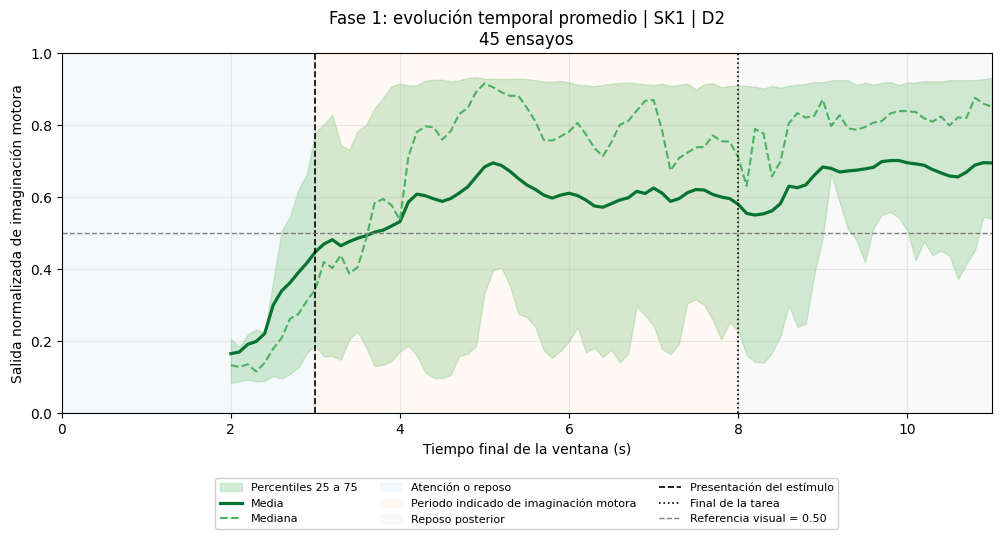 Fase 1: evolución temporal promedio | SK1 | D2
45 ensayos
Salida normalizada de imaginación motora
1.0
0.8
0.6
0.4
0.2
0.0
0 2 4 6 8 10
Tiempo final de la ventana (s)
Percentiles 25 a 75
Media
Mediana
Atención o reposo
Periodo indicado de imaginación motora
Reposo posterior
Presentación del estímulo
Final de la tarea
Referencia visual = 0.50